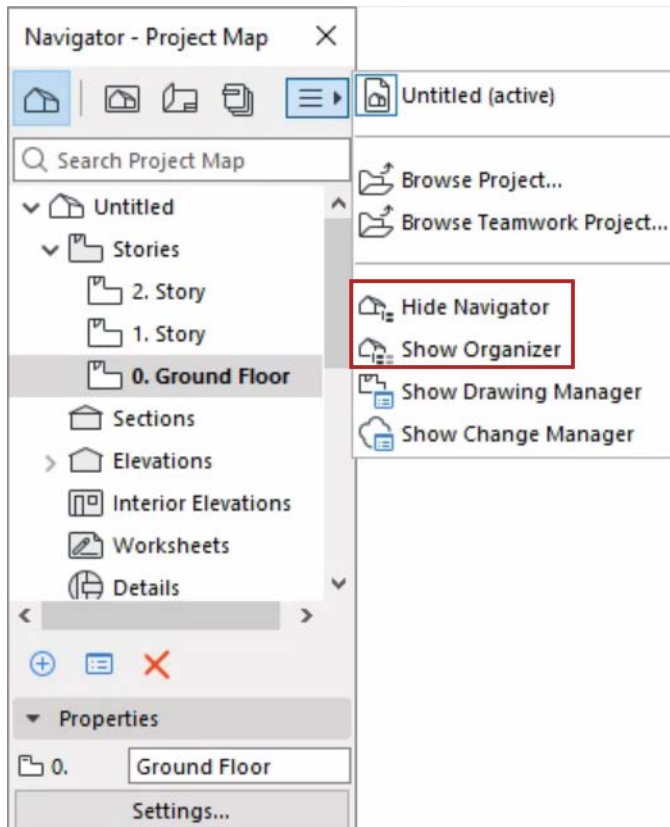 Navigator - Project Map
Search Project Map
Untitled
Stories
2. Story
1. Story
0. Ground Floor
Sections
Elevations
Interior Elevations
Worksheets
Details
Properties
0.
Ground Floor
Settings...
Untitled (active)
Browse Project...
Browse Teamwork Project...
Hide Navigator
Show Organizer
Show Drawing Manager
Show Change Manager